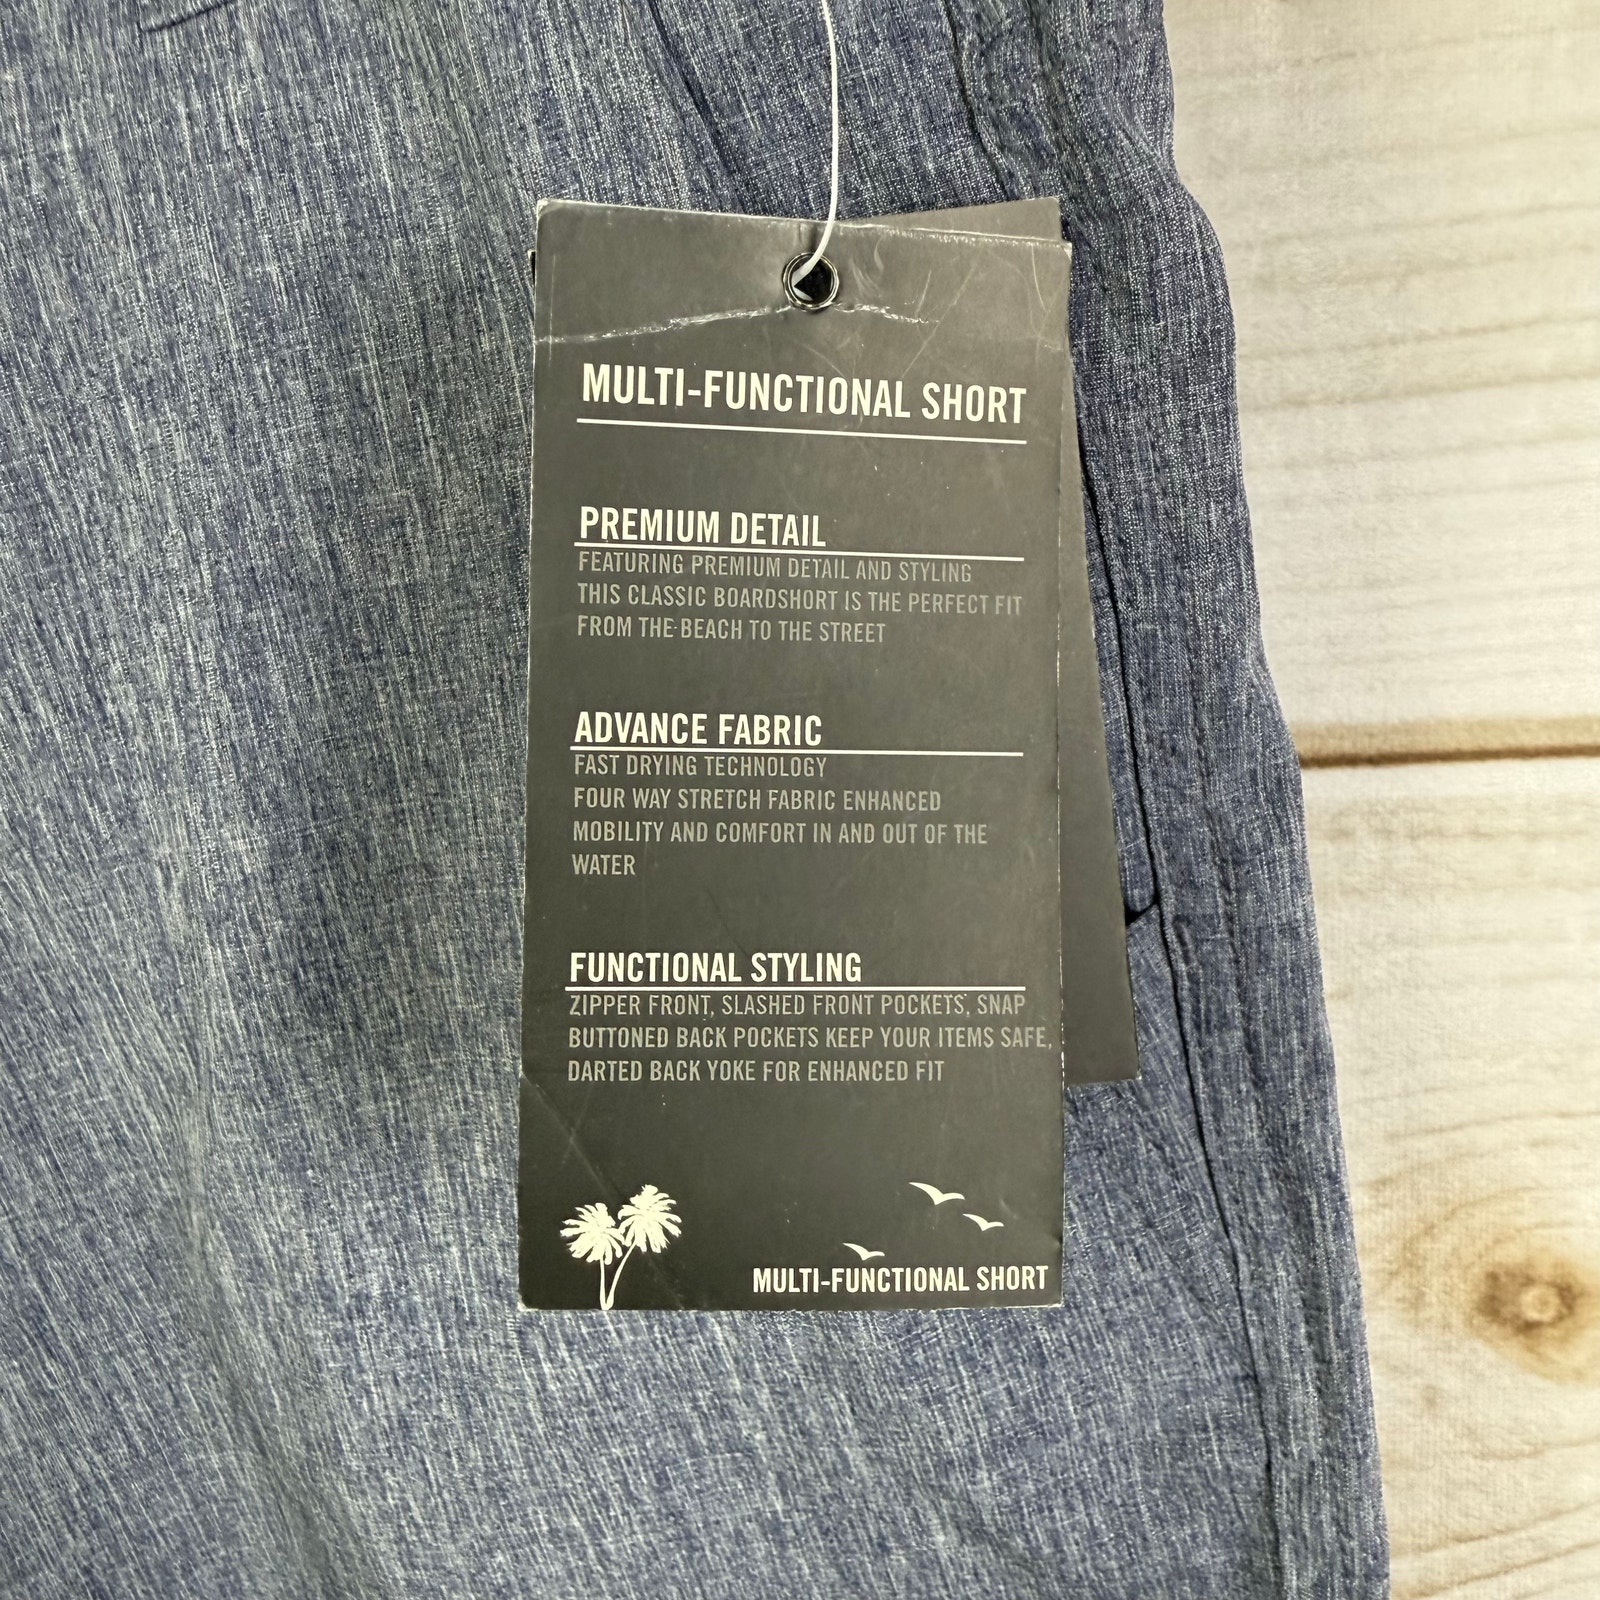 MULTI-FUNCTIONAL SHORT
PREMIUM DETAIL
FEATURING PREMIUM DETAIL AND STYLING
THIS CLASSIC BOARDSHORT IS THE PERFECT FIT
FROM THE BEACH TO THE STREET
ADVANCE FABRIC
FAST DRYING TECHNOLOGY
FOUR WAY STRETCH FABRIC ENHANCED
MOBILITY AND COMFORT IN AND OUT OF THE
WATER
FUNCTIONAL STYLING
ZIPPER FRONT, SLASHED FRONT POCKETS, SNAP
BUTTONED BACK POCKETS KEEP YOUR ITEMS SAFE,
DARTED BACK YOKE FOR ENHANCED FIT
MULTI-FUNCTIONAL SHORT